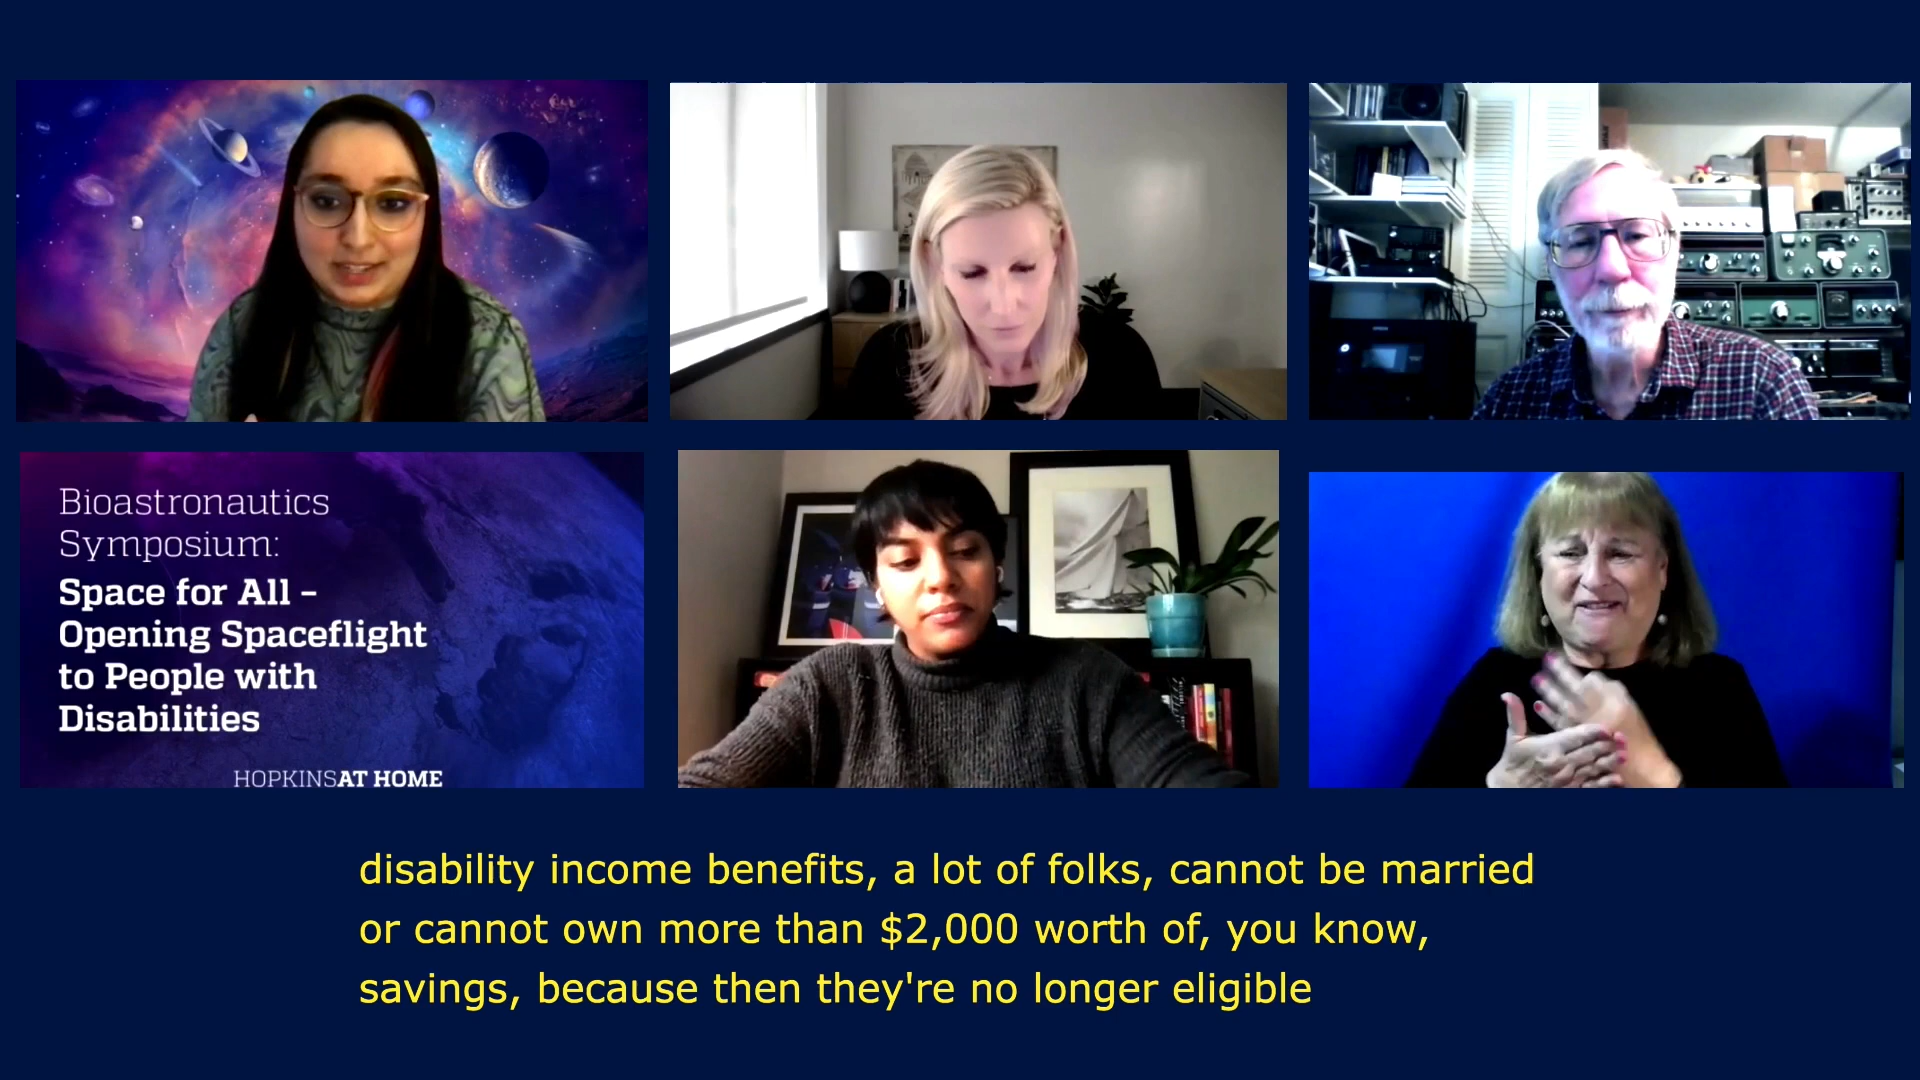 Bioastronautics
Symposium:
Space for All –
Opening Spaceflight
to People with
Disabilities
HOPKINSAT HOME
disability income benefits, a lot of folks, cannot be married
or cannot own more than $2,000 worth of, you know,
savings, because then they're no longer eligible